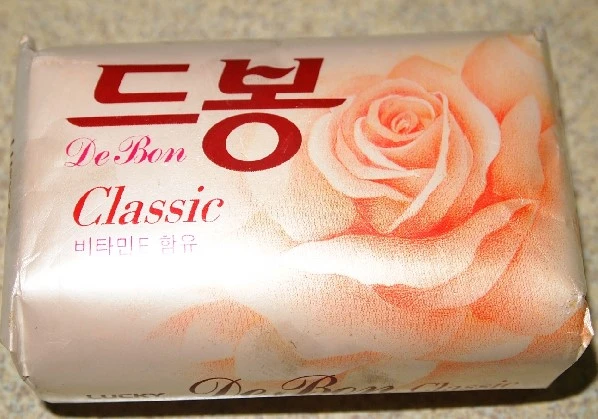 드봉
De Bon
Classic
비타민E 함유
LUCKY De Bon Classic